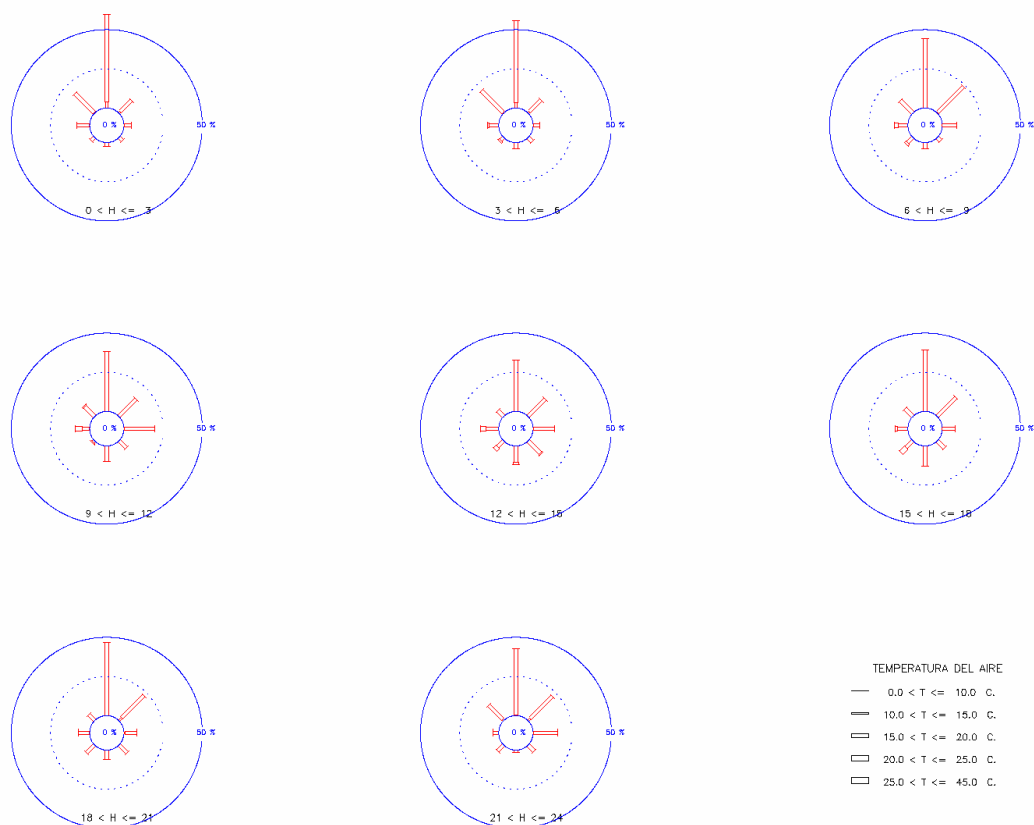 0 %
50 %
0 < H <= 3
0 %
50 %
3 < H <= 6
0 %
50 %
6 < H <= 9
0 %
50 %
9 < H <= 12
0 %
50 %
12 < H <= 15
0 %
50 %
15 < H <= 18
0 %
50 %
18 < H <= 21
0 %
50 %
21 < H <= 24
TEMPERATURA DEL AIRE
0.0 < T <= 10.0 C.
10.0 < T <= 15.0 C.
15.0 < T <= 20.0 C.
20.0 < T <= 25.0 C.
25.0 < T <= 45.0 C.